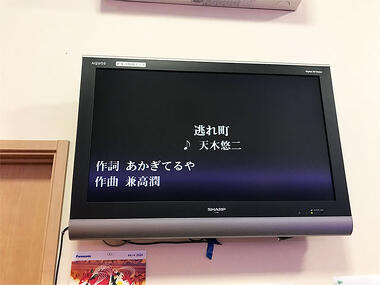 AQUOS
逃れ町
♪ 天木悠二
作詞 あかぎてるや
作曲 兼高潤
SHARP
Panasonic
2020